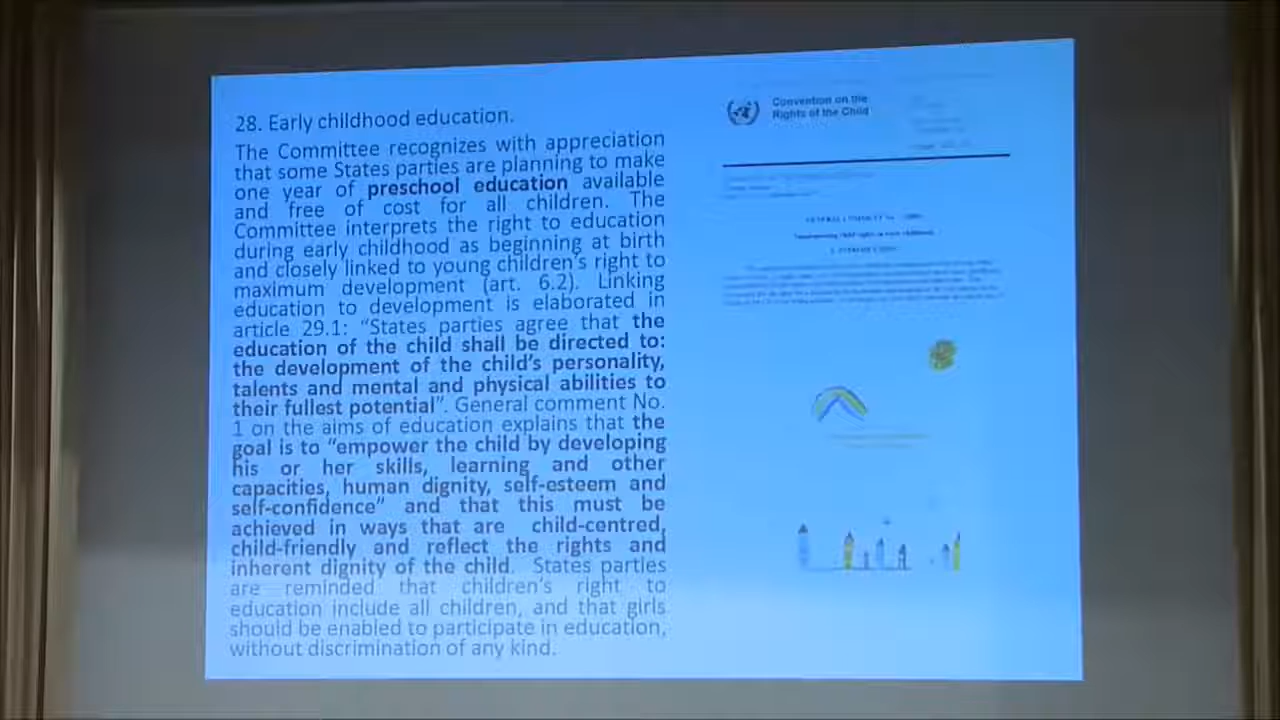 28. Early childhood education.
The Committee recognizes with appreciation
that some States parties are planning to make
one year of preschool education available
and free of cost for all children. The
Committee interprets the right to education
during early childhood as beginning at birth
and closely linked to young children's right to
maximum development (art. 6.2). Linking
education to development is elaborated in
article 29.1: "States parties agree that the
education of the child shall be directed to:
the development of the child's personality,
talents and mental and physical abilities to
their fullest potential". General comment No.
1 on the aims of education explains that the
goal is to "empower the child by developing
his or her skills, learning and other
capacities, human dignity, self-esteem and
self-confidence" and that this must be
achieved in ways that are child-centred,
child-friendly and reflect the rights and
inherent dignity of the child. States parties
are reminded that children's right to
education include all children, and that girls
should be enabled to participate in education,
without discrimination of any kind.
Convention on the
Rights of the Child